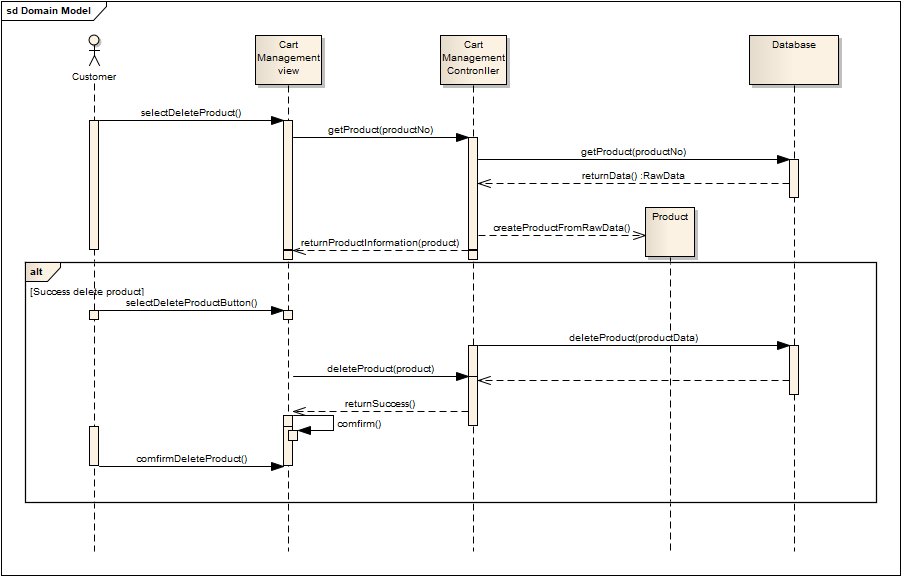 sd Domain Model
Customer
Cart
Management
view
Cart
Management
Contronller
Database
selectDeleteProduct()
getProduct(productNo)
getProduct(productNo)
returnData() :RawData
Product
createProductFromRawData()
returnProductInformation(product)
alt
[Success delete product]
selectDeleteProductButton()
deleteProduct(productData)
deleteProduct(product)
returnSuccess()
comfirm()
comfirmDeleteProduct()